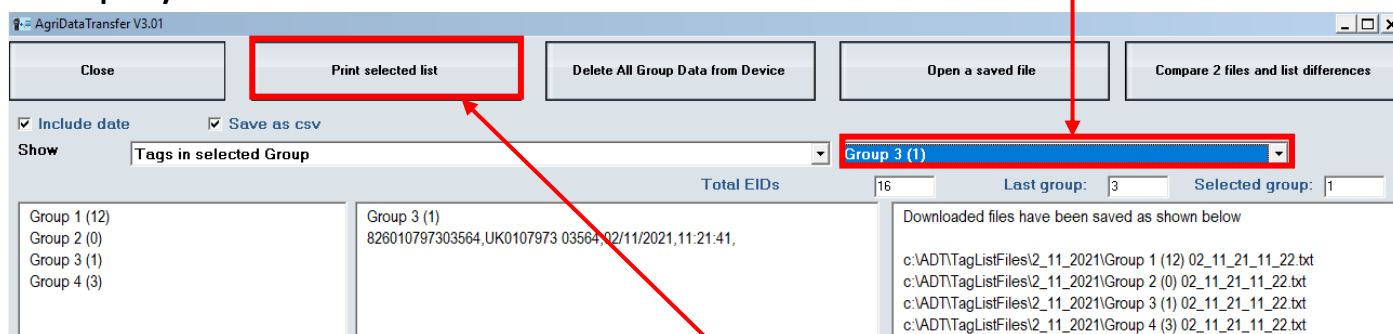 AgriDataTransfer V3.01
Close
Print selected list
Delete All Group Data from Device
Open a saved file
Compare 2 files and list differences
Include date
Save as csv
Show
Tags in selected Group
Group 3 (1)
Total EIDs
16
Last group:
3
Selected group:
1
Group 1 (12)
Group 2 (0)
Group 3 (1)
Group 4 (3)
Group 3 (1)
826010797303564,UK0107973 03564,02/11/2021,11:21:41,
Downloaded files have been saved as shown below
c:\ADT\TagListFiles\2_11_2021\Group 1 (12) 02_11_21_11_22.txt
c:\ADT\TagListFiles\2_11_2021\Group 2 (0) 02_11_21_11_22.txt
c:\ADT\TagListFiles\2_11_2021\Group 3 (1) 02_11_21_11_22.txt
c:\ADT\TagListFiles\2_11_2021\Group 4 (3) 02_11_21_11_22.txt